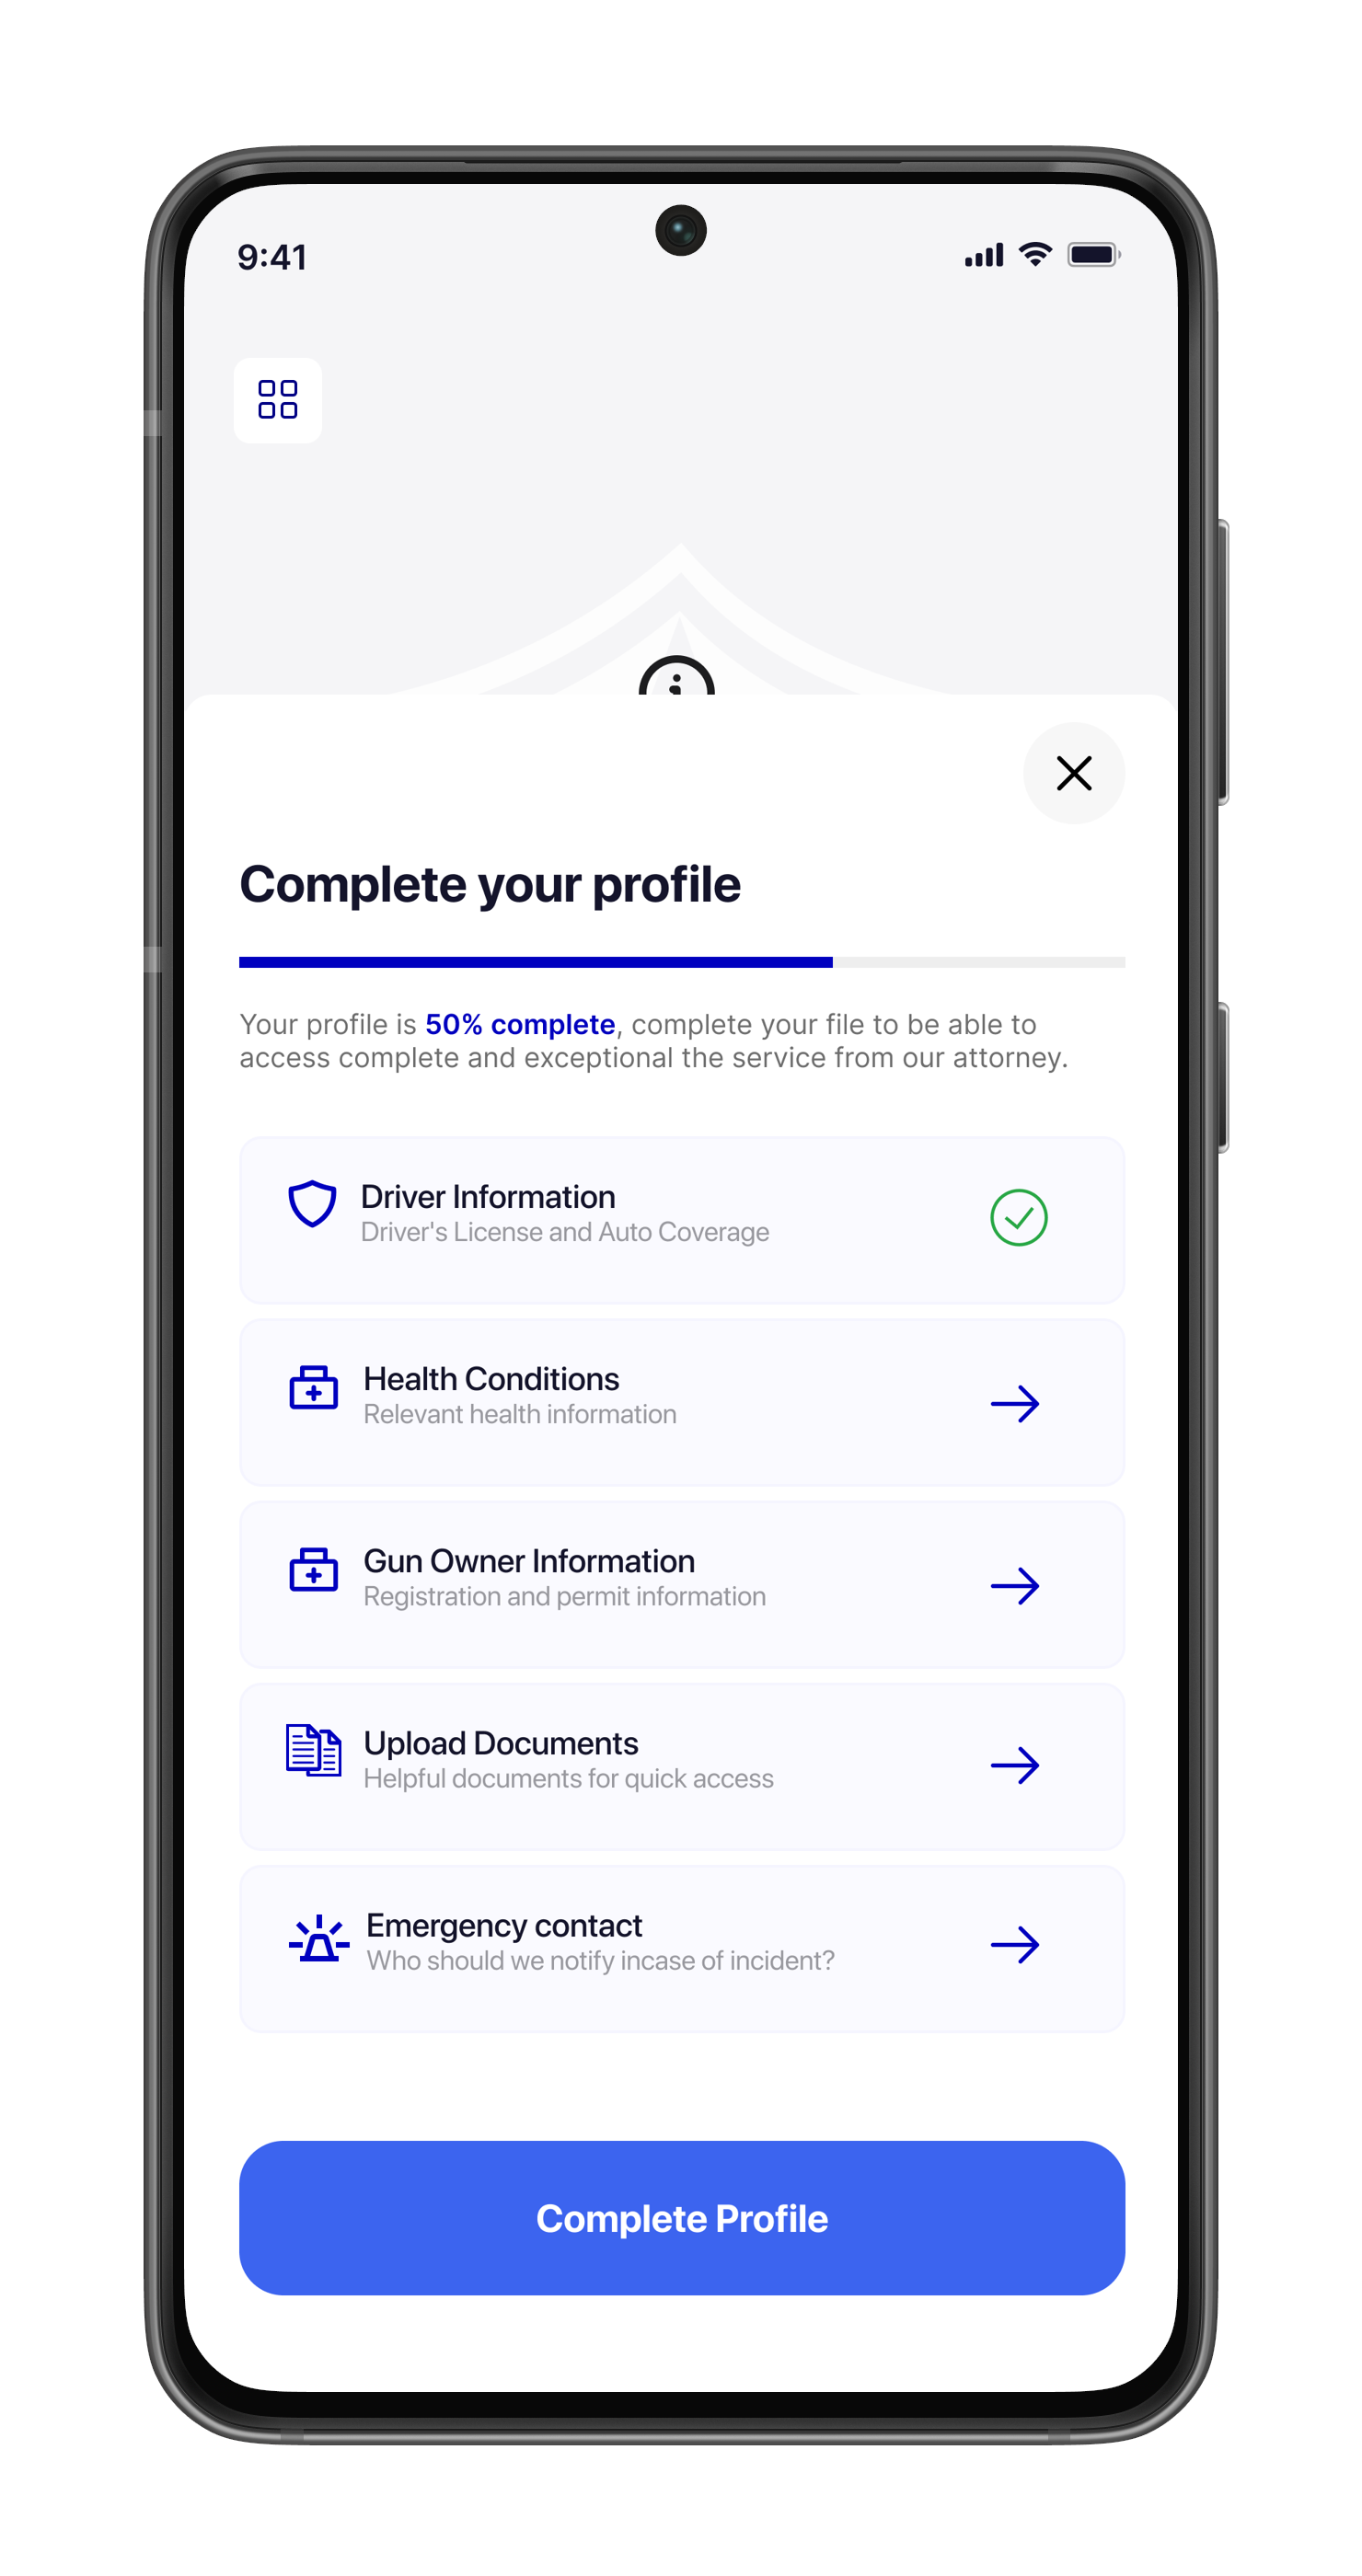 9:41
Complete your profile
Your profile is 50% complete, complete your file to be able to
access complete and exceptional the service from our attorney.
Driver Information
Driver's License and Auto Coverage
Health Conditions
Relevant health information
Gun Owner Information
Registration and permit information
Upload Documents
Helpful documents for quick access
Emergency contact
Who should we notify incase of incident?
Complete Profile